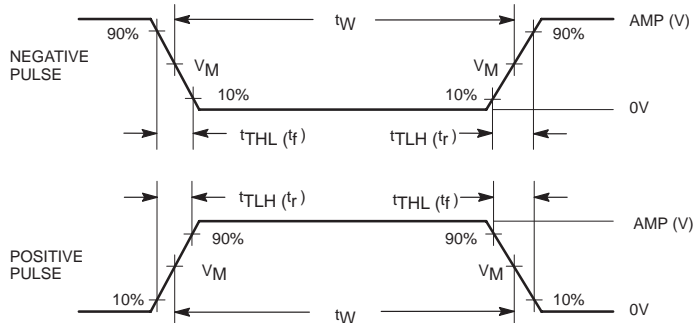 tW
AMP (V)
90%
90%
NEGATIVE
PULSE
VM
VM
10%
10%
0V
tTHL (tf)
tTLH (tr)
tTLH (tr)
tTHL (tf)
AMP (V)
90%
90%
POSITIVE
PULSE
VM
VM
10%
10%
0V
tW